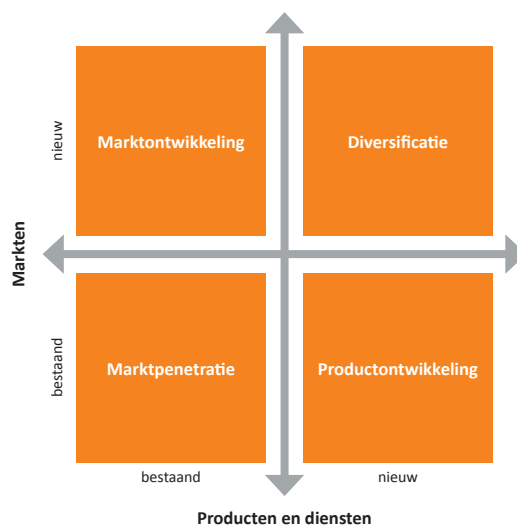 nieuw
Marktontwikkeling
Diversificatie
Markten
bestaand
Marktpenetratie
Productontwikkeling
bestaand
nieuw
Producten en diensten